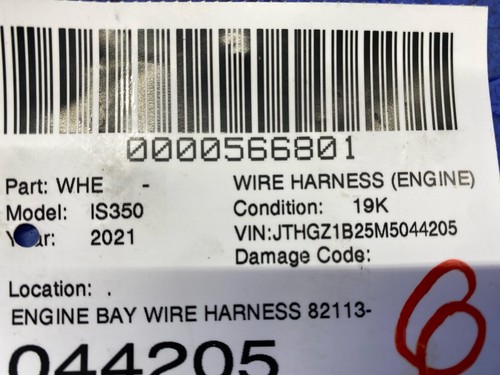 0000566801
Part: WHE - WIRE HARNESS (ENGINE)
Model: IS350 Condition: 19K
Year: 2021 VIN:JTHGZ1B25M5044205
Damage Code:
Location: .
ENGINE BAY WIRE HARNESS 82113-
044205
6